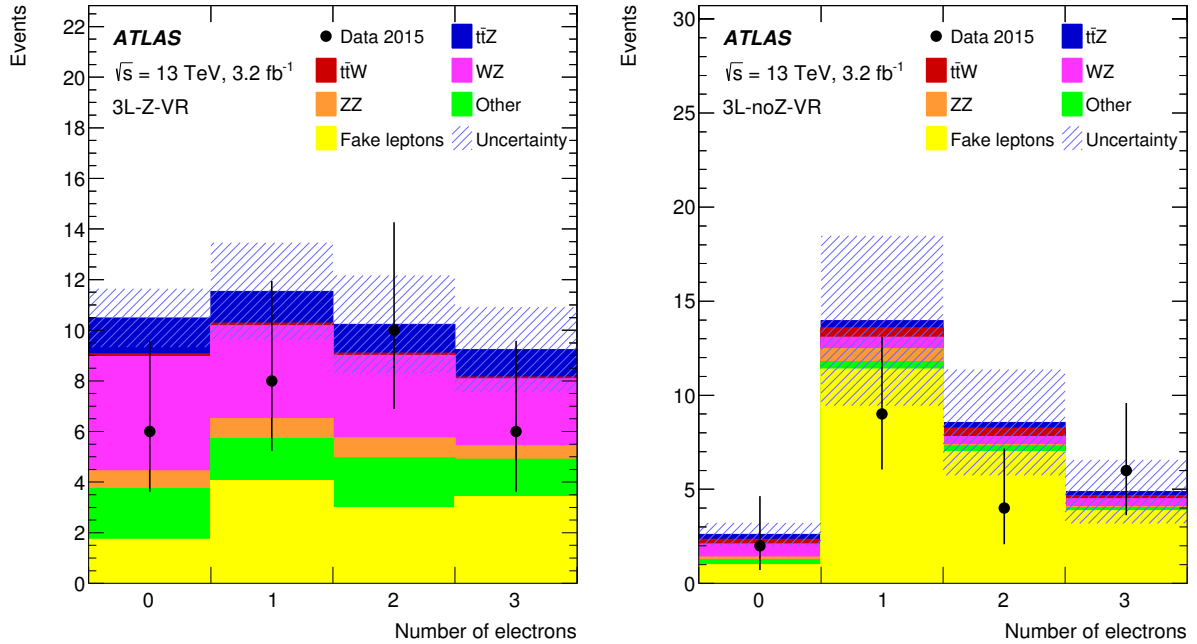 Events
22
20
18
16
14
12
10
8
6
4
2
0
ATLAS
√s = 13 TeV, 3.2 fb⁻¹
3L-Z-VR
Data 2015
tt̄Z
tt̄W
WZ
ZZ
Other
Fake leptons
Uncertainty
0 1 2 3
Number of electrons
Events
30
25
20
15
10
5
0
ATLAS
√s = 13 TeV, 3.2 fb⁻¹
3L-noZ-VR
Data 2015
tt̄Z
tt̄W
WZ
ZZ
Other
Fake leptons
Uncertainty
0 1 2 3
Number of electrons